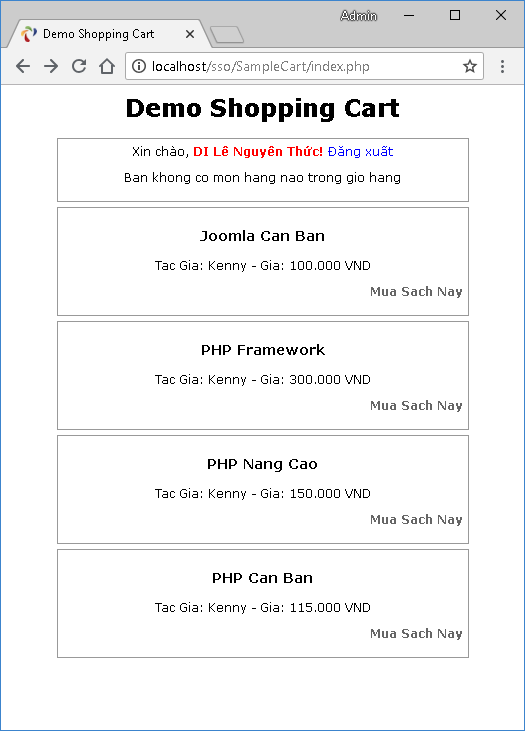 Admin
Demo Shopping Cart
localhost/sso/SampleCart/index.php
Demo Shopping Cart
Xin chào, DI Lê Nguyên Thức! Đăng xuất
Ban khong co mon hang nao trong gio hang
Joomla Can Ban
Tac Gia: Kenny - Gia: 100.000 VND
Mua Sach Nay
PHP Framework
Tac Gia: Kenny - Gia: 300.000 VND
Mua Sach Nay
PHP Nang Cao
Tac Gia: Kenny - Gia: 150.000 VND
Mua Sach Nay
PHP Can Ban
Tac Gia: Kenny - Gia: 115.000 VND
Mua Sach Nay